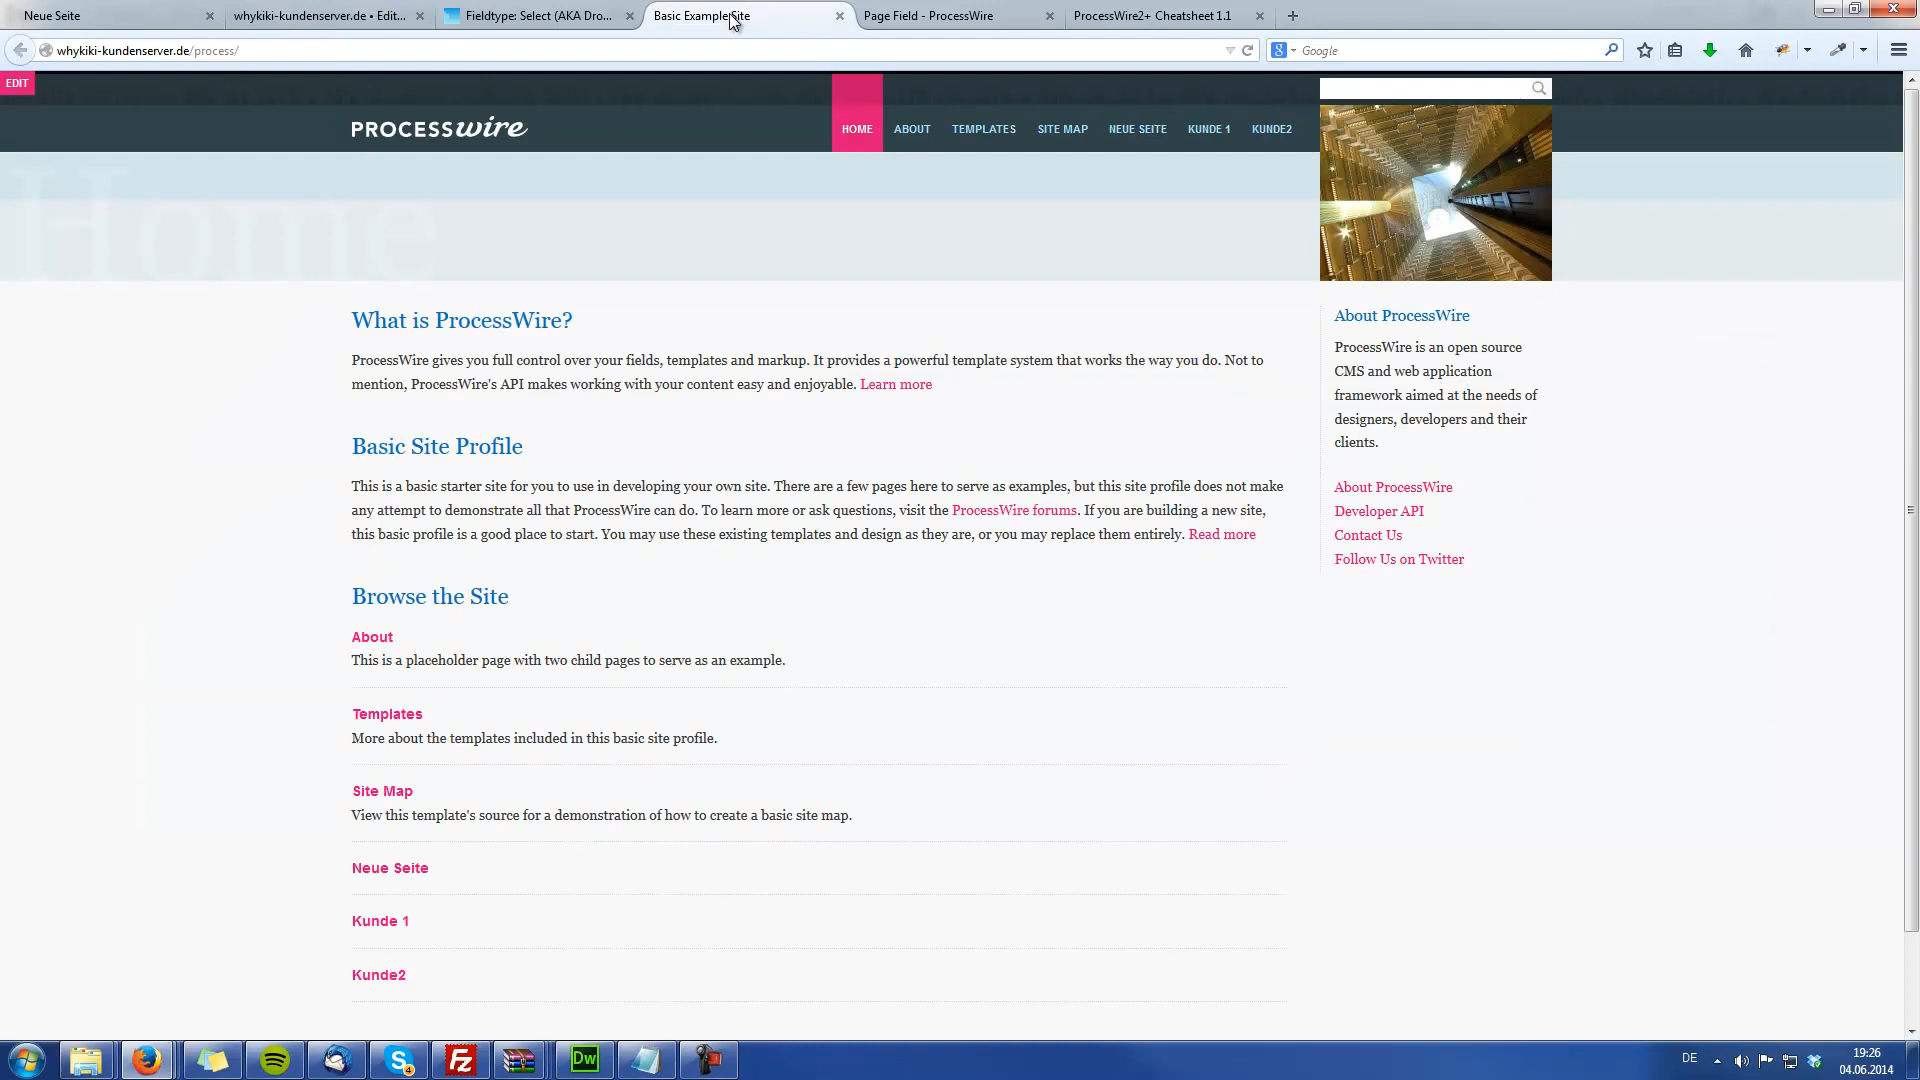 Neue Seite
whykiki-kundenserver.de • Edit...
Fieldtype: Select (AKA Dro...
Basic Example Site
Page Field - ProcessWire
ProcessWire2+ Cheatsheet 1.1
whykiki-kundenserver.de/process/
Google
EDIT
PROCESSwire
HOME
ABOUT
TEMPLATES
SITE MAP
NEUE SEITE
KUNDE 1
KUNDE2
Home
What is ProcessWire?
ProcessWire gives you full control over your fields, templates and markup. It provides a powerful template system that works the way you do. Not to
mention, ProcessWire's API makes working with your content easy and enjoyable. Learn more
Basic Site Profile
This is a basic starter site for you to use in developing your own site. There are a few pages here to serve as examples, but this site profile does not make
any attempt to demonstrate all that ProcessWire can do. To learn more or ask questions, visit the ProcessWire forums. If you are building a new site,
this basic profile is a good place to start. You may use these existing templates and design as they are, or you may replace them entirely. Read more
Browse the Site
About
This is a placeholder page with two child pages to serve as an example.
Templates
More about the templates included in this basic site profile.
Site Map
View this template's source for a demonstration of how to create a basic site map.
Neue Seite
Kunde 1
Kunde2
About ProcessWire
ProcessWire is an open source
CMS and web application
framework aimed at the needs of
designers, developers and their
clients.
About ProcessWire
Developer API
Contact Us
Follow Us on Twitter
DE
19:26
04.06.2014